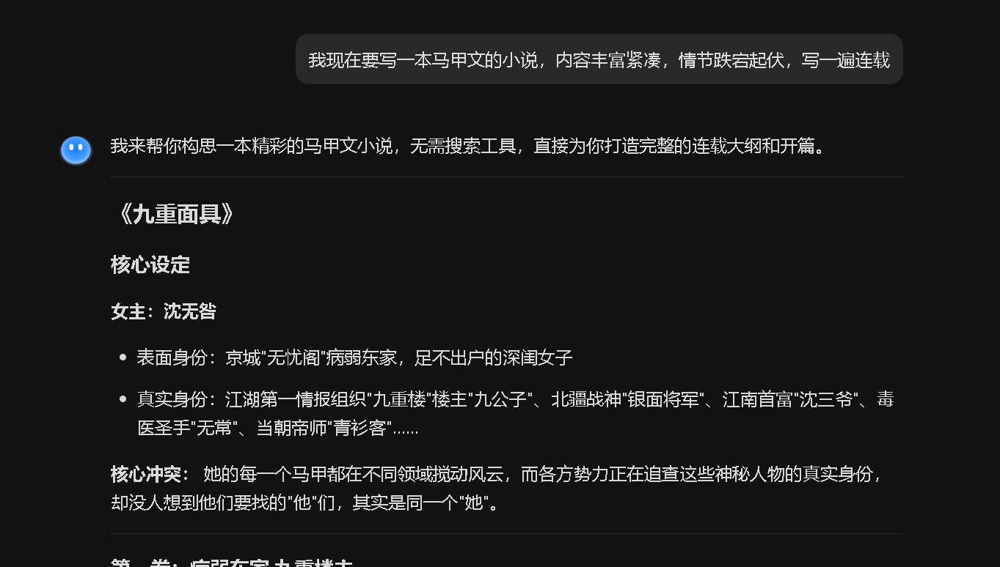 我现在要写一本马甲文的小说，内容丰富紧凑，情节跌宕起伏，写一遍连载
我来帮你构思一本精彩的马甲文小说，无需搜索工具，直接为你打造完整的连载大纲和开篇。
《九重面具》
核心设定
女主：沈无咎
• 表面身份：京城"无忧阁"病弱东家，足不出户的深闺女子
• 真实身份：江湖第一情报组织"九重楼"楼主"九公子"、北疆战神"银面将军"、江南首富"沈三爷"、毒
医圣手"无常"、当朝帝师"青衫客"......
核心冲突： 她的每一个马甲都在不同领域搅动风云，而各方势力正在追查这些神秘人物的真实身份，
却没人想到他们要找的"他"们，其实是同一个"她"。